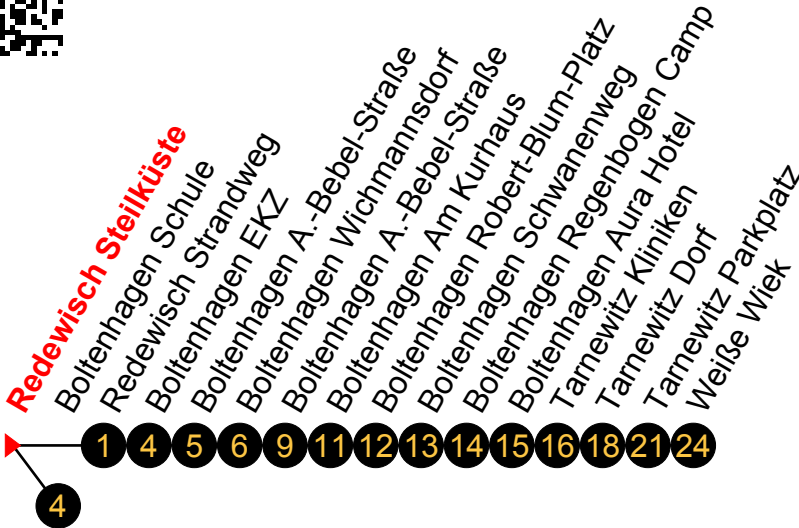 Redewisch Steilküste
Boltenhagen Schule
Redewisch Strandweg
Boltenhagen EKZ
Boltenhagen A.-Bebel-Straße
Boltenhagen Wichmannsdorf
Boltenhagen A.-Bebel-Straße
Boltenhagen Am Kurhaus
Boltenhagen Robert-Blum-Platz
Boltenhagen Schwanenweg
Boltenhagen Regenbogen Camp
Boltenhagen Aura Hotel
Tarnewitz Kliniken
Tarnewitz Dorf
Tarnewitz Parkplatz
Weiße Wiek
1 4 5 6 9 11 12 13 14 15 16 18 21 24
4